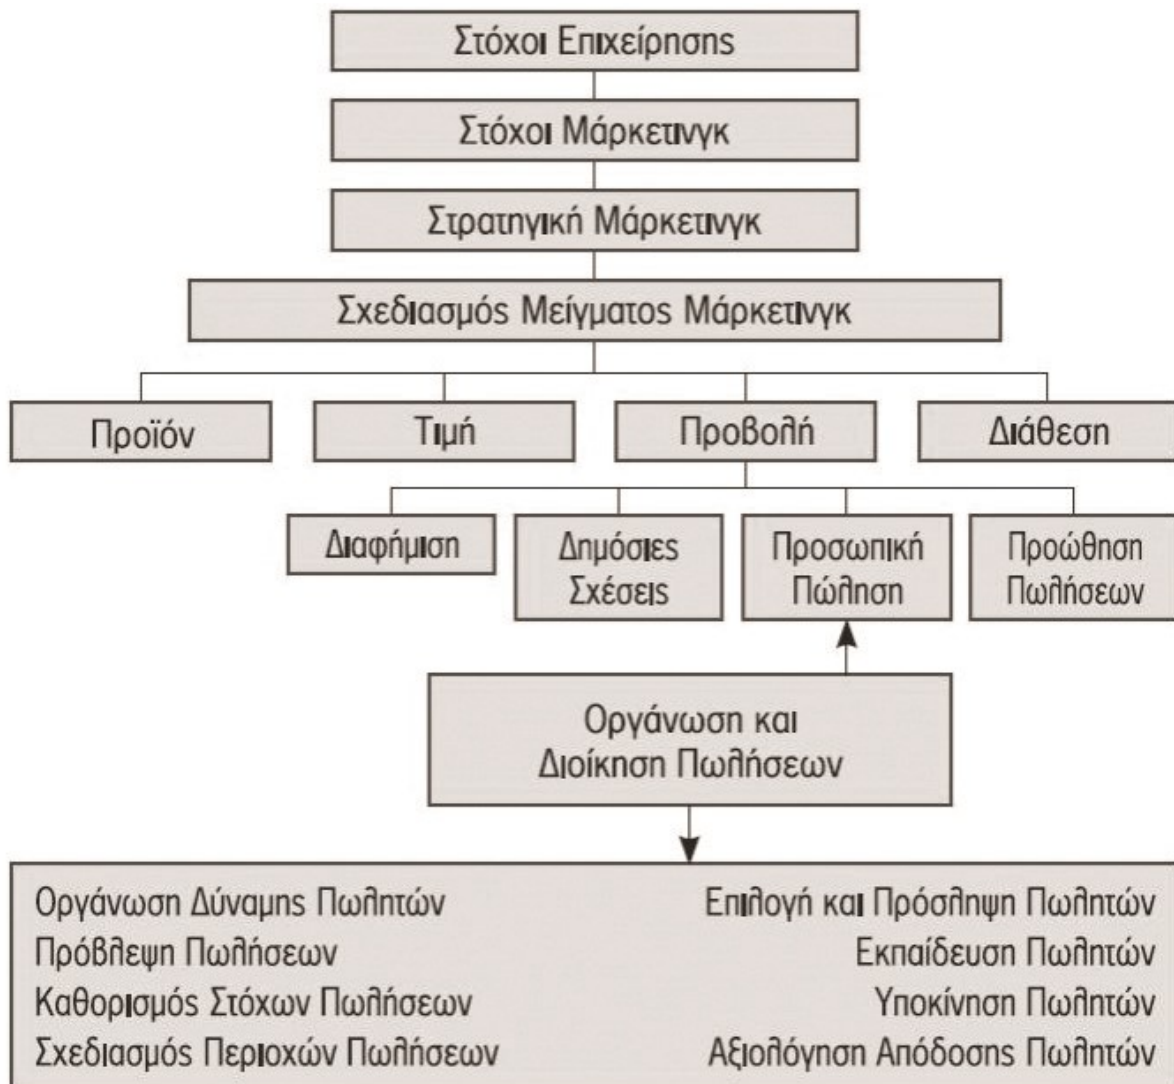 Στόχοι Επιχείρησης
Στόχοι Μάρκετινγκ
Στρατηγική Μάρκετινγκ
Σχεδιασμός Μείγματος Μάρκετινγκ
Προϊόν
Τιμή
Προβολή
Διάθεση
Διαφήμιση
Δημόσιες
Σχέσεις
Προσωπική
Πώληση
Προώθηση
Πωλήσεων
Οργάνωση και
Διοίκηση Πωλήσεων
Οργάνωση Δύναμης Πωλητών
Πρόβλεψη Πωλήσεων
Καθορισμός Στόχων Πωλήσεων
Σχεδιασμός Περιοχών Πωλήσεων
Επιλογή και Πρόσληψη Πωλητών
Εκπαίδευση Πωλητών
Υποκίνηση Πωλητών
Αξιολόγηση Απόδοσης Πωλητών